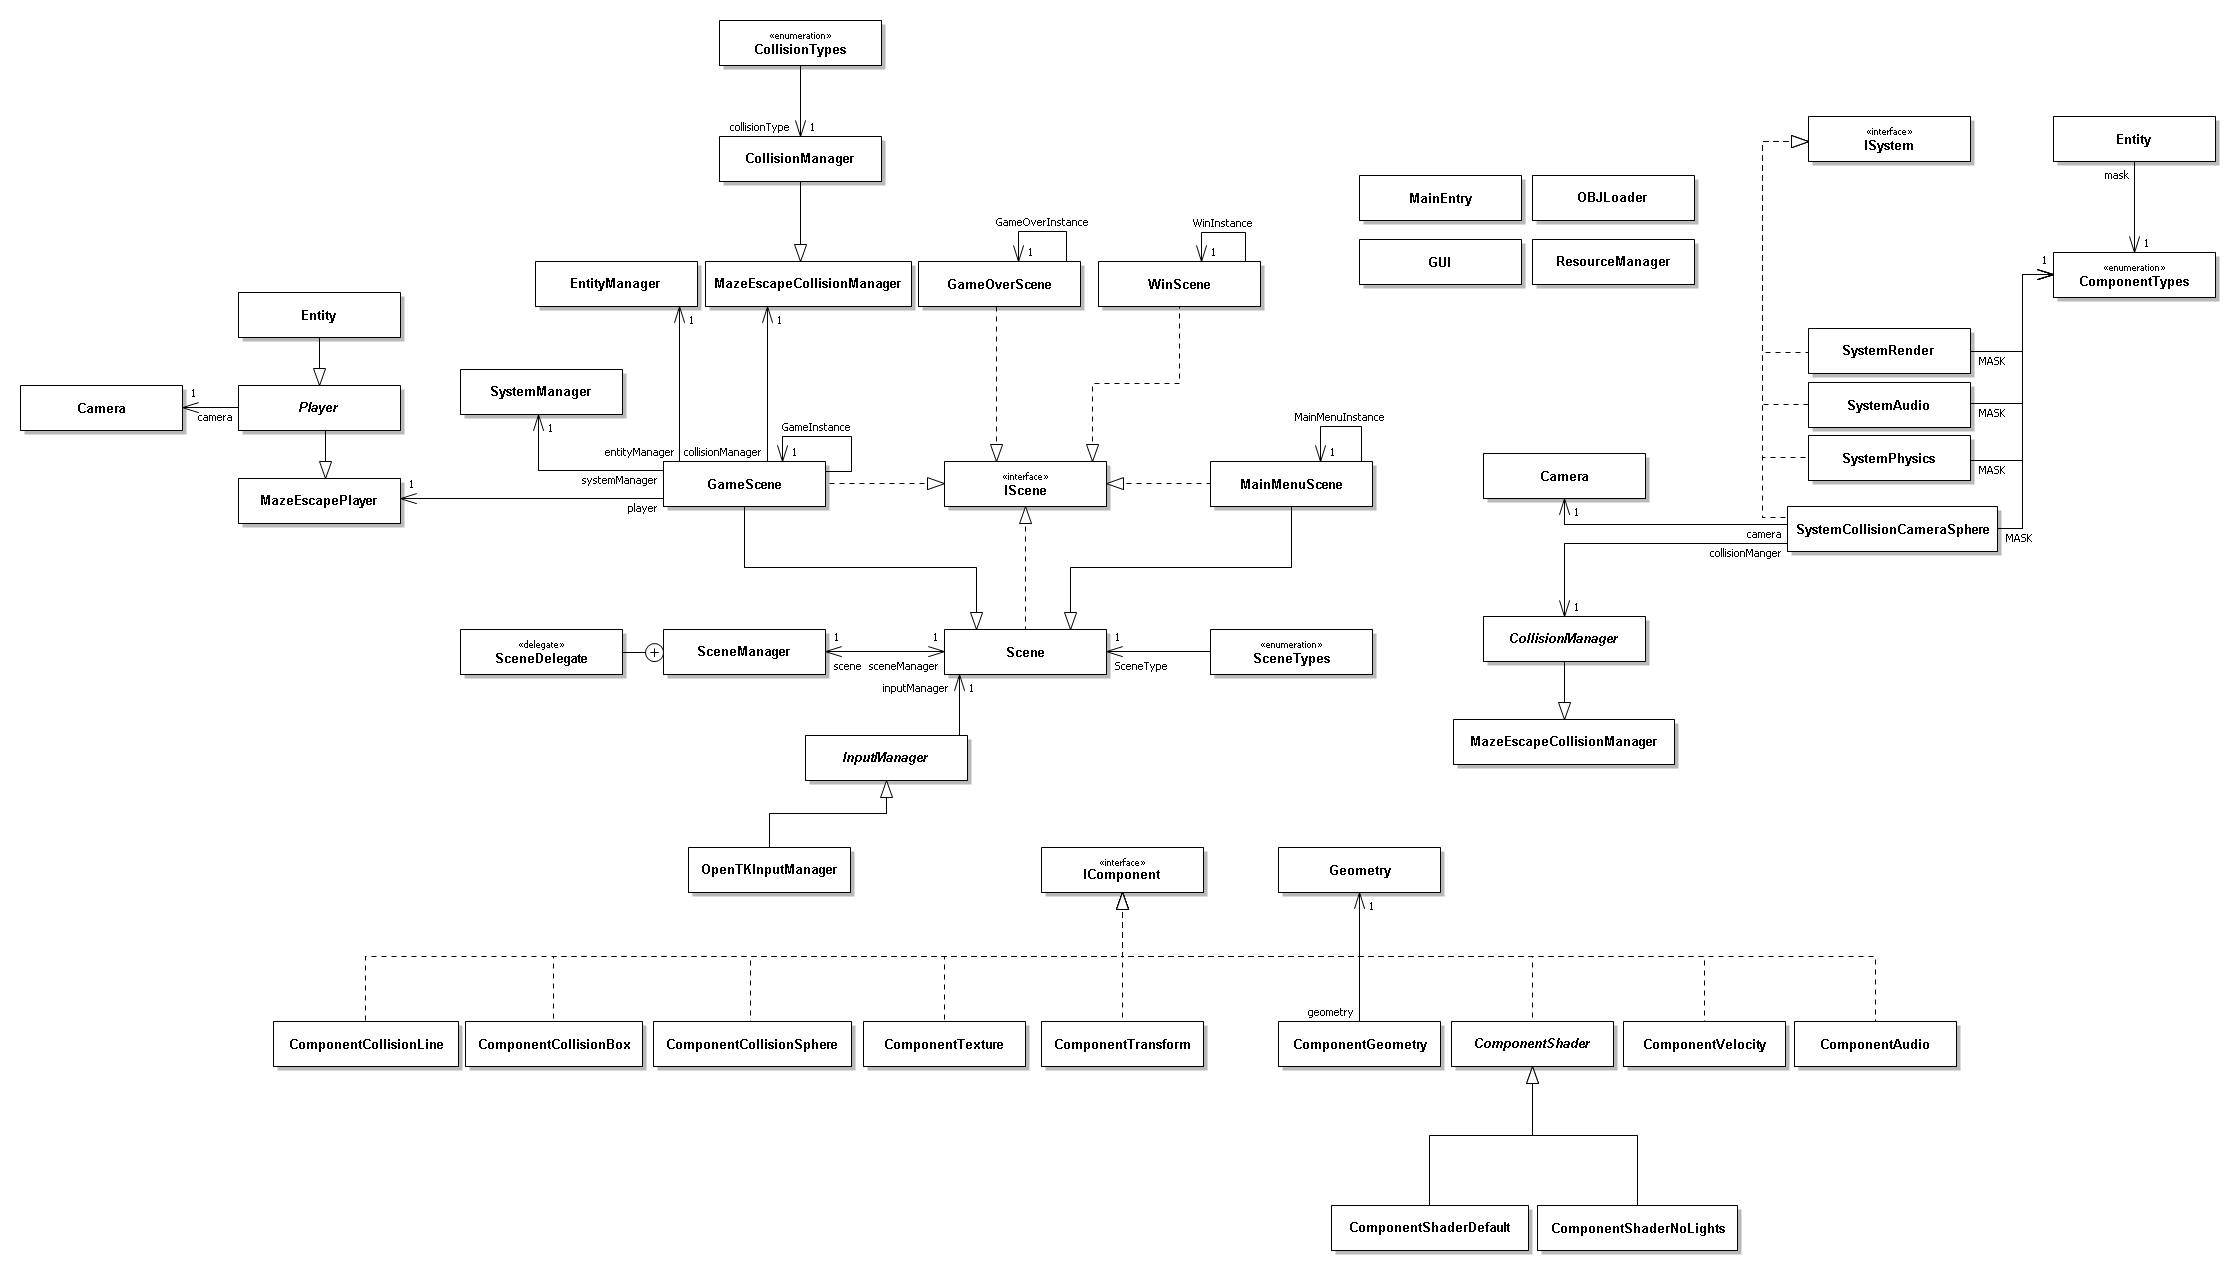 «enumeration»
CollisionTypes
collisionType
1
CollisionManager
«interface»
ISystem
Entity
mask
1
MainEntry
OBJLoader
GameOverInstance
1
WinInstance
1
GUI
ResourceManager
1
«enumeration»
ComponentTypes
EntityManager
MazeEscapeCollisionManager
GameOverScene
WinScene
Entity
1
1
SystemRender
MASK
SystemManager
1
Camera
1
camera
Player
SystemAudio
MASK
GameInstance
1
MainMenuInstance
1
entityManager
collisionManager
systemManager
SystemPhysics
MASK
GameScene
«interface»
IScene
MainMenuScene
Camera
1
1
MazeEscapePlayer
player
SystemCollisionCameraSphere
MASK
camera
collisionManger
1
CollisionManager
«delegate»
SceneDelegate
SceneManager
1
scene
1
sceneManager
Scene
1
SceneType
«enumeration»
SceneTypes
inputManager
1
MazeEscapeCollisionManager
InputManager
OpenTKInputManager
«interface»
IComponent
Geometry
1
geometry
ComponentCollisionLine
ComponentCollisionBox
ComponentCollisionSphere
ComponentTexture
ComponentTransform
ComponentGeometry
ComponentShader
ComponentVelocity
ComponentAudio
ComponentShaderDefault
ComponentShaderNoLights